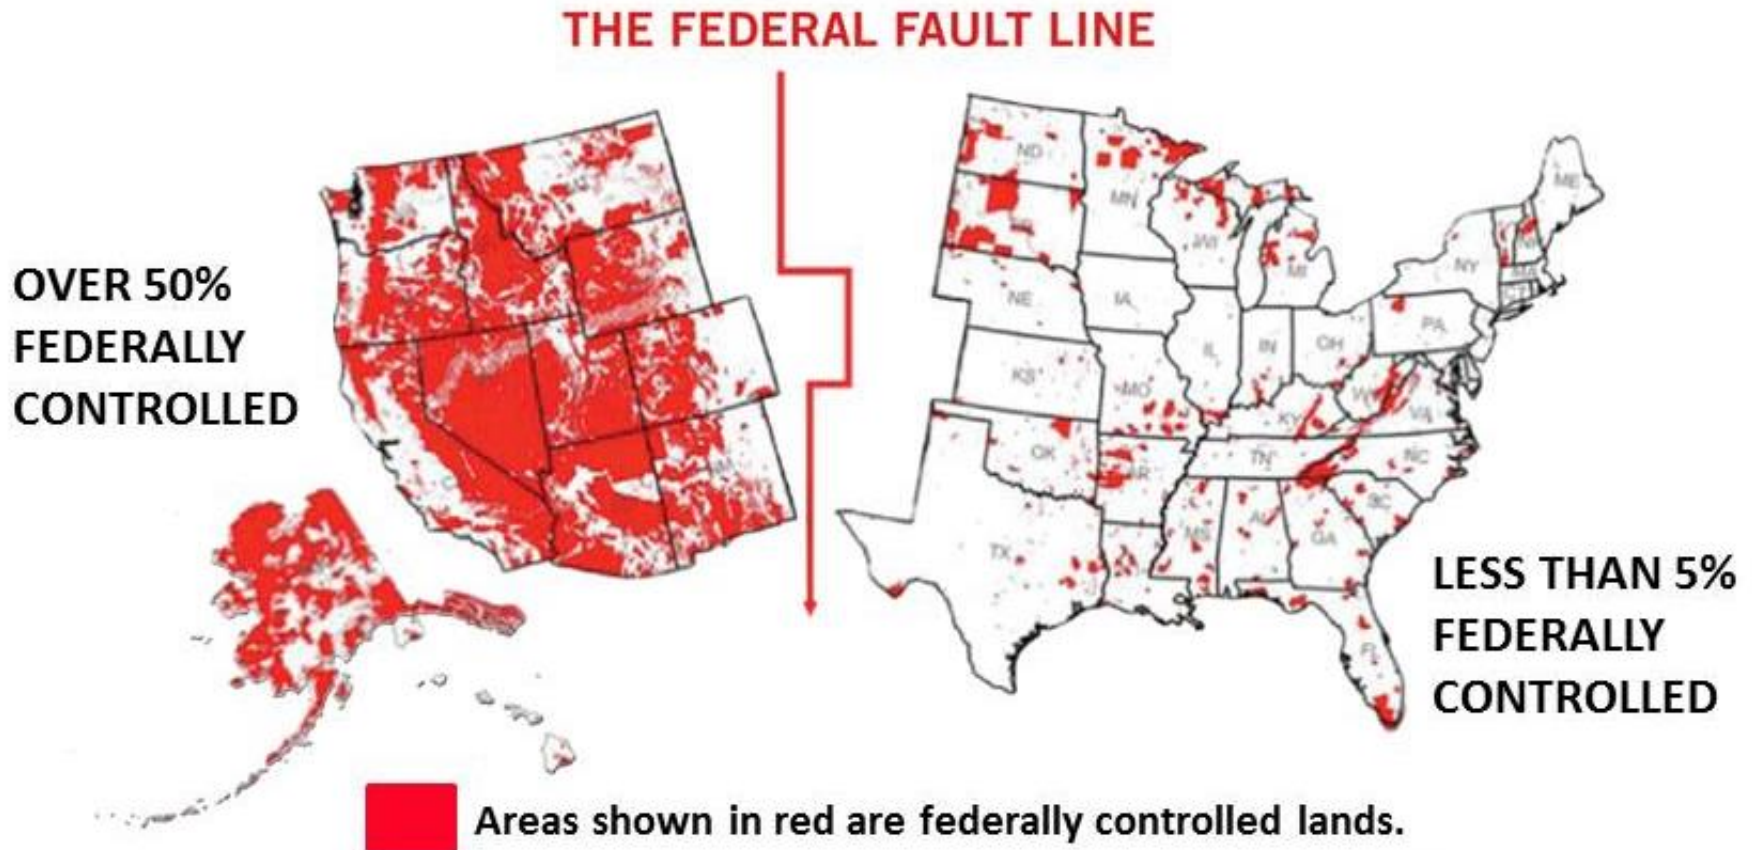 THE FEDERAL FAULT LINE
OVER 50%
FEDERALLY
CONTROLLED
ND
MN
WI
MI
NE
IA
IL
IN
OH
PA
NY
ME
KS
MO
KY
VA
OK
AR
TN
NC
SC
TX
MS
AL
GA
FL
NM
LESS THAN 5%
FEDERALLY
CONTROLLED
Areas shown in red are federally controlled lands.